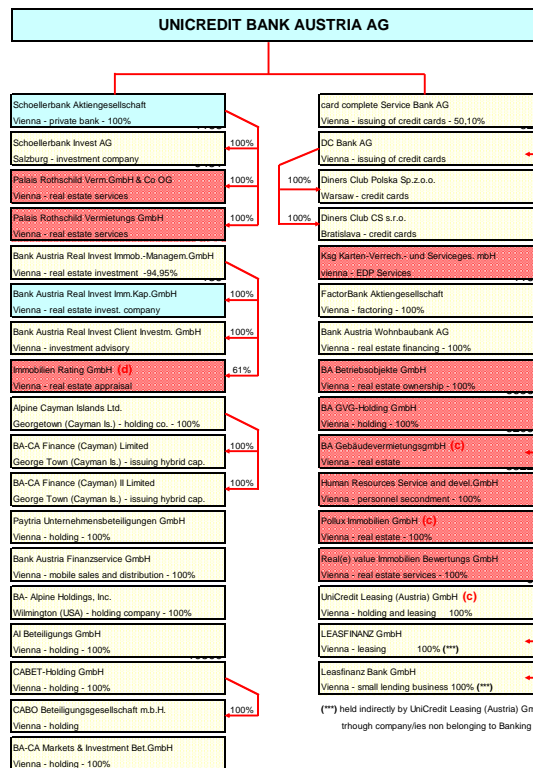 UNICREDIT BANK AUSTRIA AG
Schoellerbank Aktiengesellschaft
Vienna - private bank - 100%
Schoellerbank Invest AG
Salzburg - investment company
100%
Palais Rothschild Verm.GmbH & Co OG
Vienna - real estate services
100%
Palais Rothschild Vermietungs GmbH
Vienna - real estate services
100%
Bank Austria Real Invest Immob.-Managem.GmbH
Vienna - real estate investment -94,95%
Bank Austria Real Invest Imm.Kap.GmbH
Vienna - real estate invest. company
100%
Bank Austria Real Invest Client Investm. GmbH
Vienna - investment advisory
100%
Immobilien Rating GmbH (d)
Vienna - real estate appraisal
61%
Alpine Cayman Islands Ltd.
Georgetown (Cayman Is.) - holding co. - 100%
BA-CA Finance (Cayman) Limited
George Town (Cayman Is.) - issuing hybrid cap.
100%
BA-CA Finance (Cayman) II Limited
George Town (Cayman Is.) - issuing hybrid cap.
100%
Paytria Unternehmensbeteiligungen GmbH
Vienna - holding - 100%
Bank Austria Finanzservice GmbH
Vienna - mobile sales and distribution - 100%
BA- Alpine Holdings, Inc.
Wilmington (USA) - holding company - 100%
AI Beteiligungs GmbH
Vienna - holding - 100%
CABET-Holding GmbH
Vienna - holding - 100%
CABO Beteiligungsgesellschaft m.b.H.
Vienna - holding
100%
BA-CA Markets & Investment Bet.GmbH
Vienna - holding - 100%
card complete Service Bank AG
Vienna - issuing of credit cards - 50,10%
DC Bank AG
Vienna - issuing of credit cards
100%
Diners Club Polska Sp.z.o.o.
Warsaw - credit cards
100%
Diners Club CS s.r.o.
Bratislava - credit cards
Ksg Karten-Verrech.- und Serviceges. mbH
vienna - EDP Services
FactorBank Aktiengesellschaft
Vienna - factoring - 100%
Bank Austria Wohnbaubank AG
Vienna - real estate financing - 100%
BA Betriebsobjekte GmbH
Vienna - real estate ownership - 100%
BA GVG-Holding GmbH
Vienna - holding - 100%
BA GebäudevermietungsgmbH (c)
Vienna - real estate
Human Resources Service and devel.GmbH
Vienna - personnel secondment - 100%
Pollux Immobilien GmbH (c)
Vienna - real estate - 100%
Real(e) value Immobilien Bewertungs GmbH
Vienna - real estate services - 100%
UniCredit Leasing (Austria) GmbH (c)
Vienna - holding and leasing 100%
LEASFINANZ GmbH
Vienna - leasing 100% (***)
Leasfinanz Bank GmbH
Vienna - small lending business 100% (***)
(***) held indirectly by UniCredit Leasing (Austria) Gm
trhough company/ies non belonging to Banking